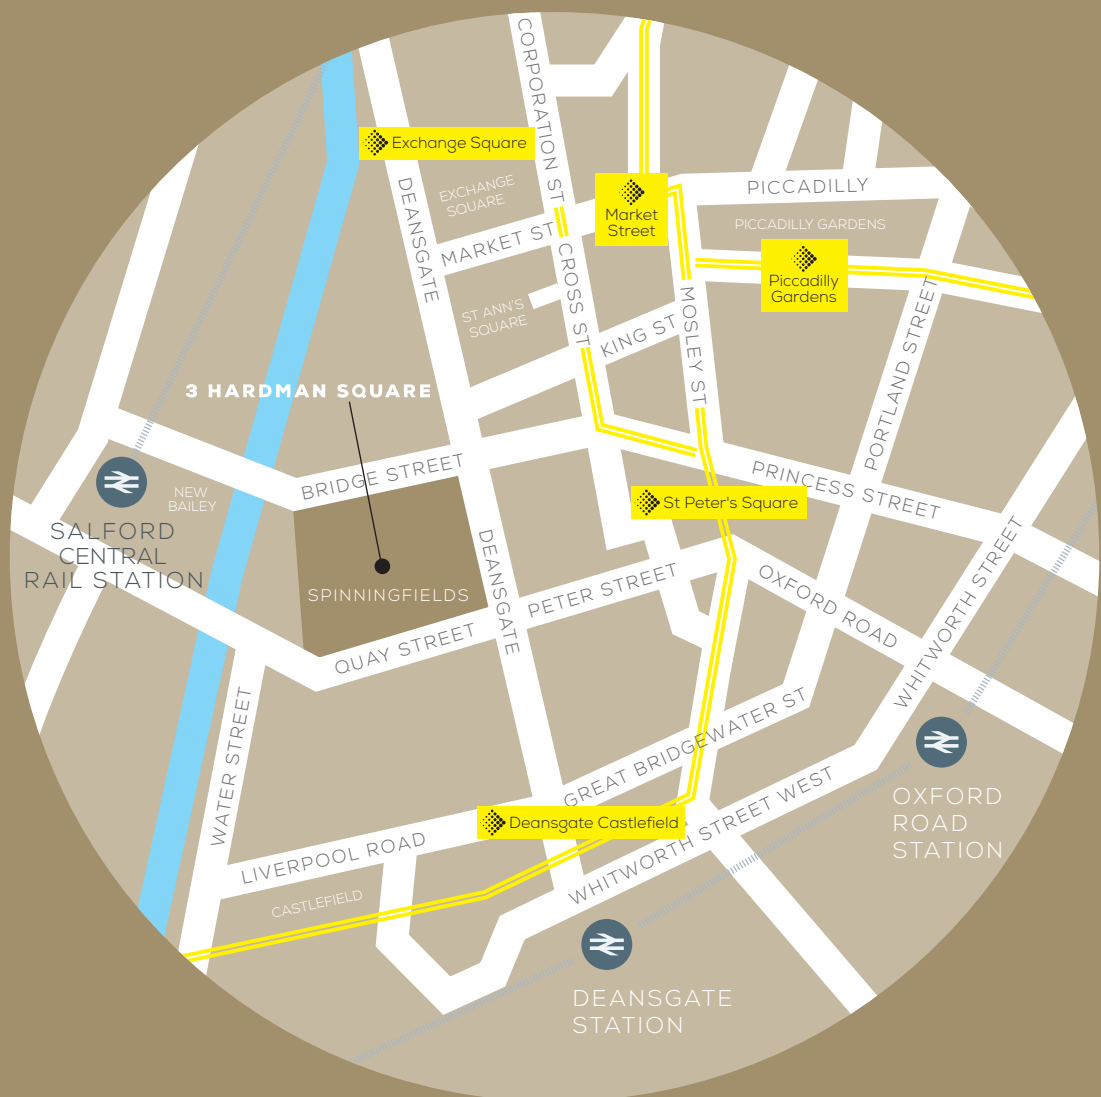 CORPORATION ST
Exchange Square
EXCHANGE
SQUARE
DEANSGATE
MARKET ST
Market
Street
PICCADILLY
PICCADILLY GARDENS
Piccadilly
Gardens
CROSS ST
ST ANN'S
SQUARE
KING ST
MOSLEY ST
PORTLAND STREET
3 HARDMAN SQUARE
BRIDGE STREET
NEW
BAILEY
SALFORD
CENTRAL
RAIL STATION
PRINCESS STREET
St Peter's Square
SPINNINGFIELDS
DEANSGATE
PETER STREET
QUAY STREET
OXFORD ROAD
WHITWORTH STREET
WATER STREET
GREAT BRIDGEWATER ST
Deansgate Castlefield
WHITWORTH STREET WEST
LIVERPOOL ROAD
CASTLEFIELD
OXFORD
ROAD
STATION
DEANSGATE
STATION